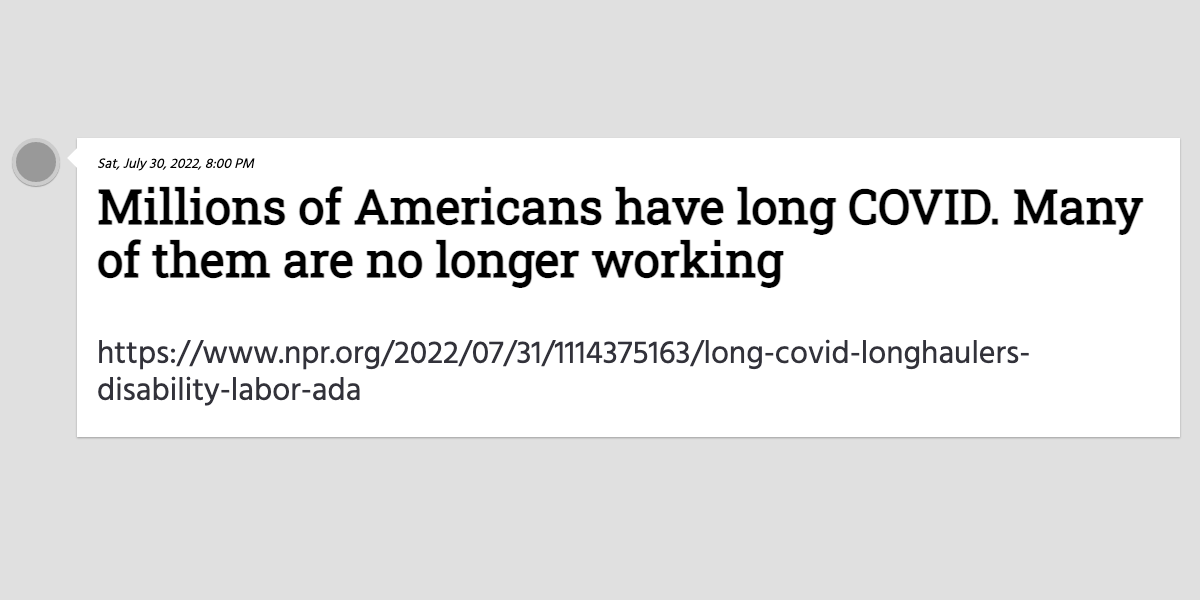 Sat, July 30, 2022, 8:00 PM
Millions of Americans have long COVID. Many
of them are no longer working
https://www.npr.org/2022/07/31/1114375163/long-covid-longhaulers-
disability-labor-ada